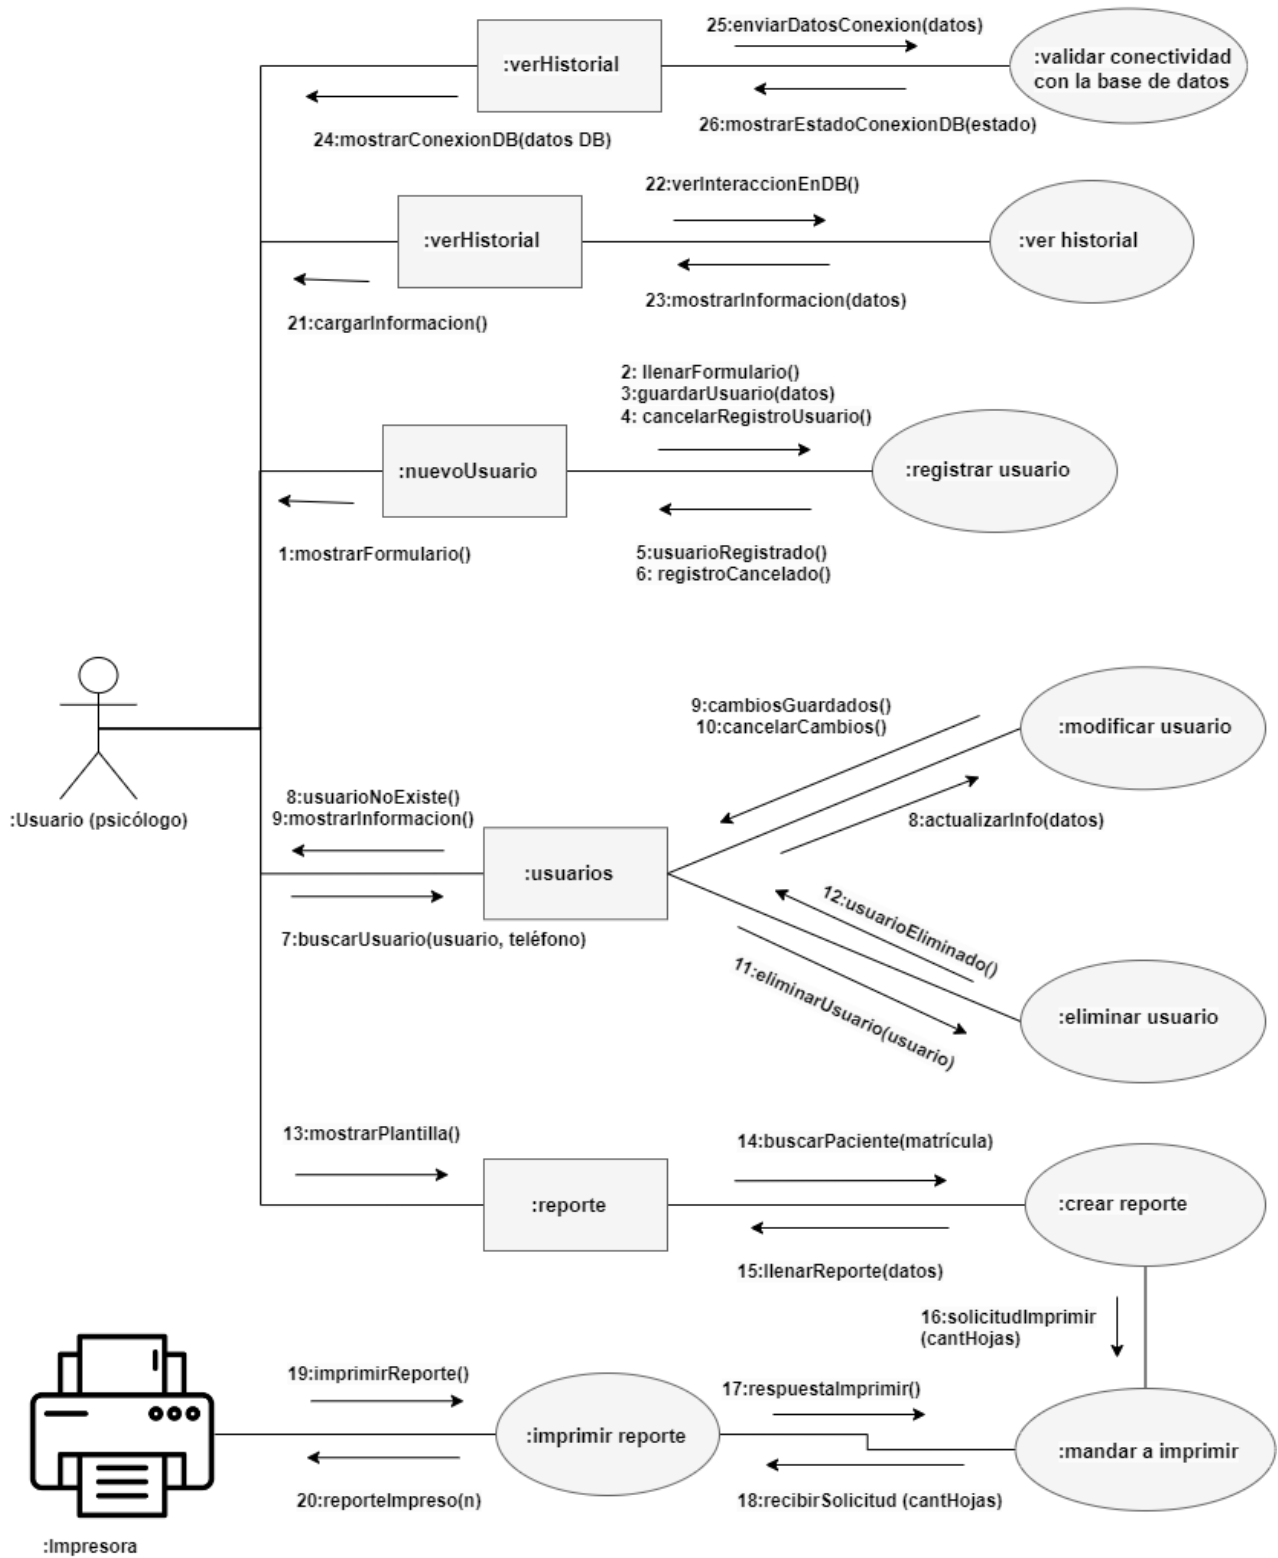 25:enviarDatosConexion(datos)
:verHistorial
:validar conectividad
con la base de datos
24:mostrarConexionDB(datos DB)
26:mostrarEstadoConexionDB(estado)
22:verInteraccionEnDB()
:verHistorial
:ver historial
23:mostrarInformacion(datos)
21:cargarInformacion()
2: llenarFormulario()
3:guardarUsuario(datos)
4: cancelarRegistroUsuario()
:nuevoUsuario
:registrar usuario
1:mostrarFormulario()
5:usuarioRegistrado()
6: registroCancelado()
9:cambiosGuardados()
10:cancelarCambios()
:modificar usuario
:Usuario (psicólogo)
8:usuarioNoExiste()
9:mostrarInformacion()
8:actualizarInfo(datos)
:usuarios
7:buscarUsuario(usuario, teléfono)
12:usuarioEliminado()
11:eliminarUsuario(usuario)
:eliminar usuario
13:mostrarPlantilla()
14:buscarPaciente(matrícula)
:reporte
:crear reporte
15:llenarReporte(datos)
16:solicitudImprimir
(cantHojas)
19:imprimirReporte()
17:respuestaImprimir()
:imprimir reporte
:mandar a imprimir
20:reporteImpreso(n)
18:recibirSolicitud (cantHojas)
:Impresora